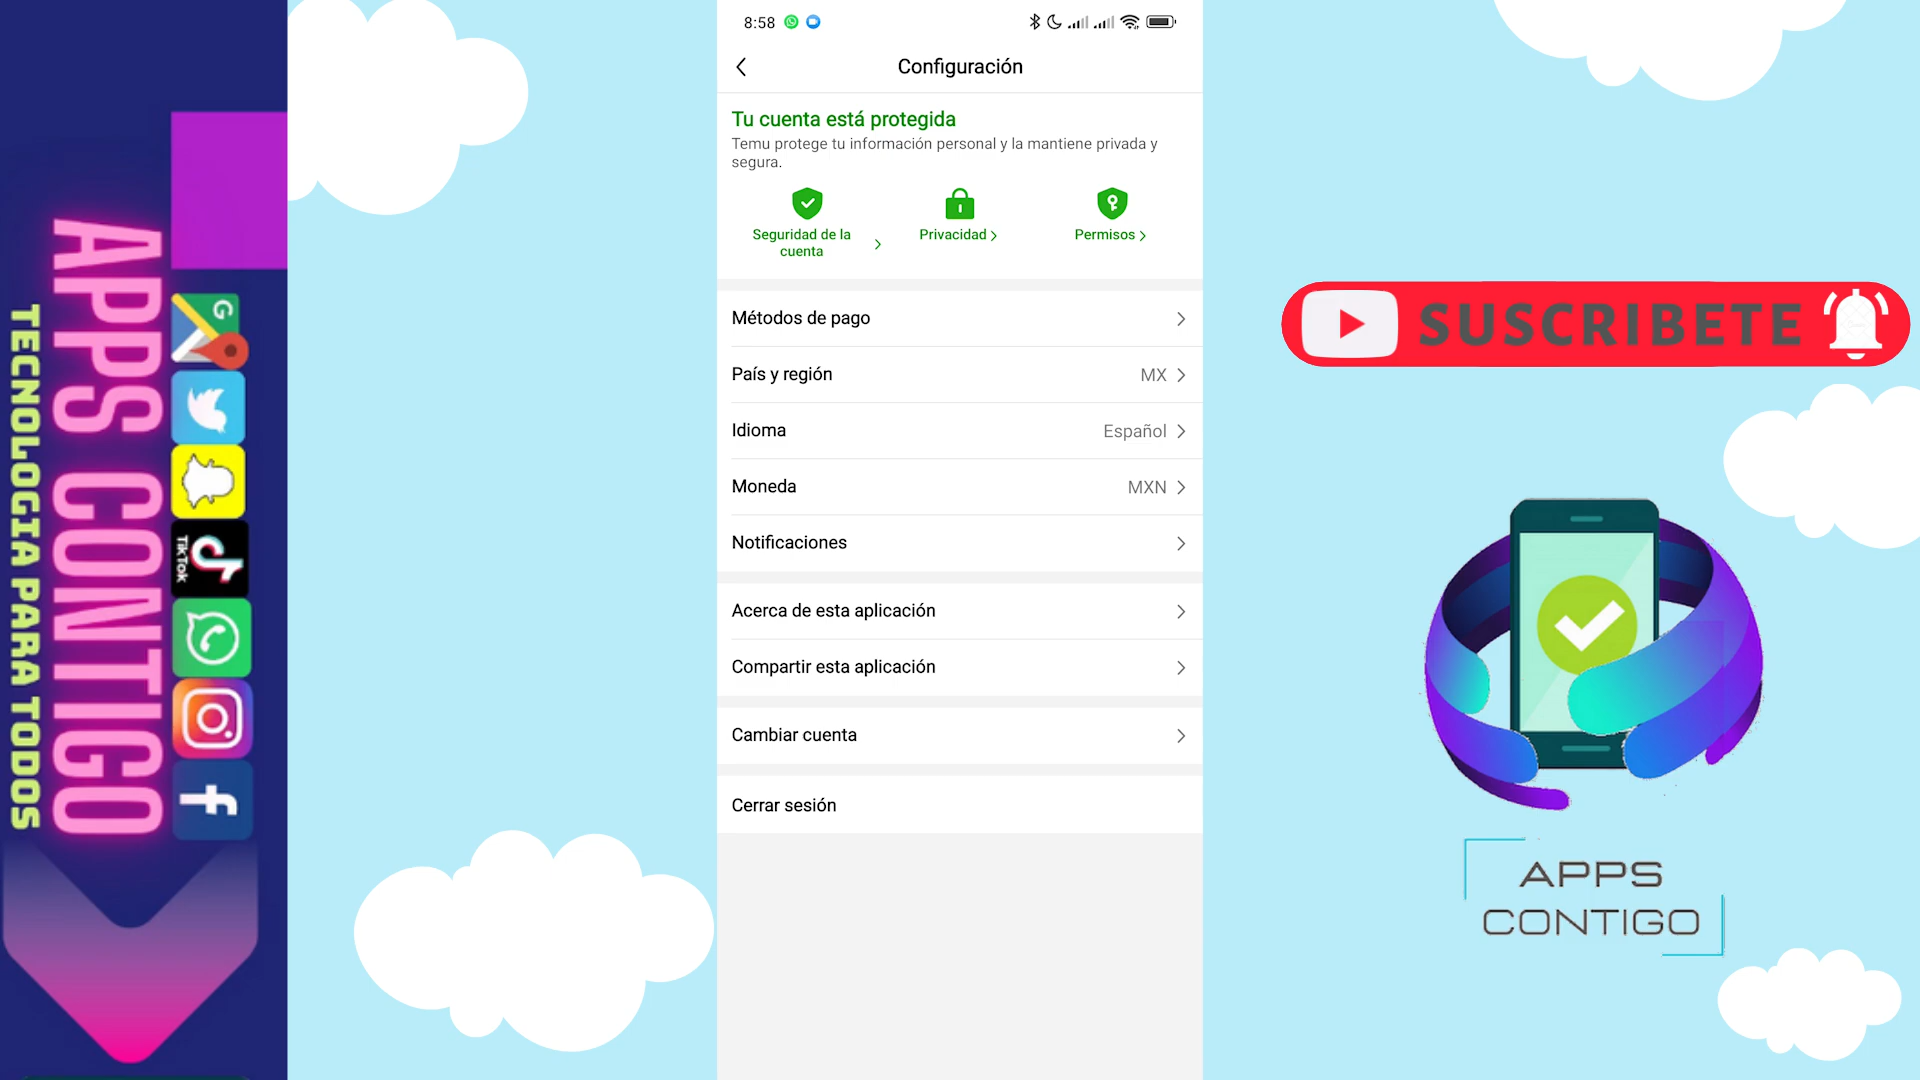 TECNOLOGIA PARA TODOS
APPS CONTIGO
G
TikTok
8:58
Configuración
Tu cuenta está protegida
Temu protege tu información personal y la mantiene privada y
segura.
Seguridad de la
cuenta
Privacidad
Permisos
Métodos de pago
País y región MX
Idioma Español
Moneda MXN
Notificaciones
Acerca de esta aplicación
Compartir esta aplicación
Cambiar cuenta
Cerrar sesión
SUSCRIBETE
APPS
CONTIGO